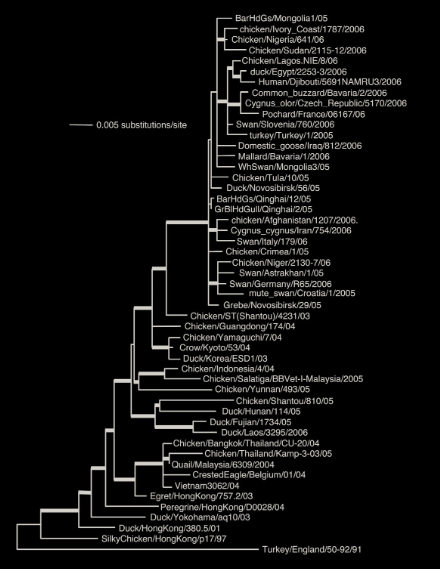 BarHdGs/Mongolia1/05
chicken/Ivory_Coast/1787/2006
Chicken/Nigeria/641/06
Chicken/Sudan/2115-12/2006
Chicken/Lagos.NIE/8/06
duck/Egypt/2253-3/2006
Human/Djibouti/5691NAMRU3/2006
Common_buzzard/Bavaria/2/2006
Cygnus_olor/Czech_Republic/5170/2006
Pochard/France/06167/06
Swan/Slovenia/760/2006
0.005 substitutions/site
turkey/Turkey/1/2005
Domestic_goose/Iraq/812/2006
Mallard/Bavaria/1/2006
WhSwan/Mongolia3/05
Chicken/Tula/10/05
Duck/Novosibirsk/56/05
BarHdGs/Qinghai/12/05
GrBlHdGull/Qinghai/2/05
chicken/Afghanistan/1207/2006.
Cygnus_cygnus/Iran/754/2006
Swan/Italy/179/06
Chicken/Crimea/1/05
Chicken/Niger/2130-7/06
Swan/Astrakhan/1/05
Swan/Germany/R65/2006
mute_swan/Croatia/1/2005
Grebe/Novosibirsk/29/05
Chicken/ST(Shantou)/4231/03
Chicken/Guangdong/174/04
Chicken/Yamaguchi/7/04
Crow/Kyoto/53/04
Duck/Korea/ESD1/03
Chicken/Indonesia/4/04
Chicken/Salatiga/BBVet-I-Malaysia/2005
Chicken/Yunnan/493/05
Chicken/Shantou/810/05
Duck/Hunan/114/05
Duck/Fujian/1734/05
Duck/Laos/3295/2006
Chicken/Bangkok/Thailand/CU-20/04
Chicken/Thailand/Kamp-3-03/05
Quail/Malaysia/6309/2004
CrestedEagle/Belgium/01/04
Vietnam3062/04
Egret/HongKong/757.2/03
Peregrine/HongKong/D0028/04
Duck/Yokohama/aq10/03
Duck/HongKong/380.5/01
SilkyChicken/HongKong/p17/97
Turkey/England/50-92/91